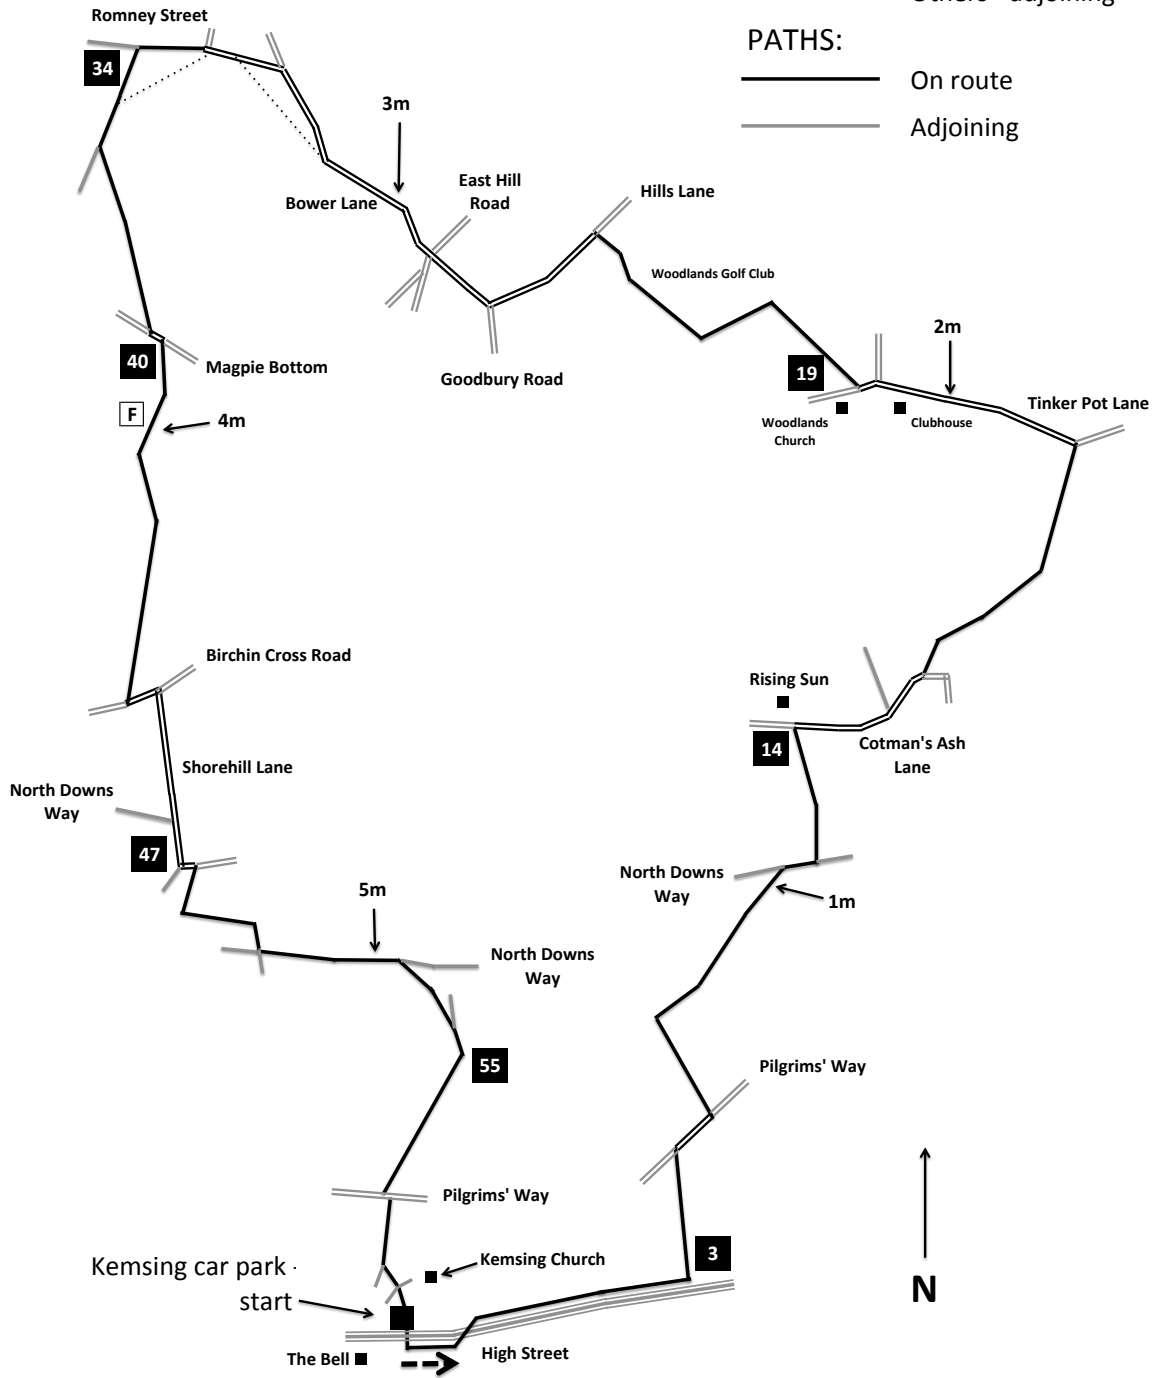 Others - adjoining
PATHS:
On route
Adjoining
Romney Street
34
3m
East Hill
Road
Hills Lane
Bower Lane
Woodlands Golf Club
2m
Magpie Bottom
40
Goodbury Road
19
Tinker Pot Lane
F
4m
Woodlands
Church
Clubhouse
Birchin Cross Road
Rising Sun
14
Cotman's Ash
Lane
Shorehill Lane
North Downs
Way
47
North Downs
Way
1m
5m
North Downs
Way
55
Pilgrims' Way
Pilgrims' Way
3
Kemsing Church
Kemsing car park -
start
N
The Bell
High Street